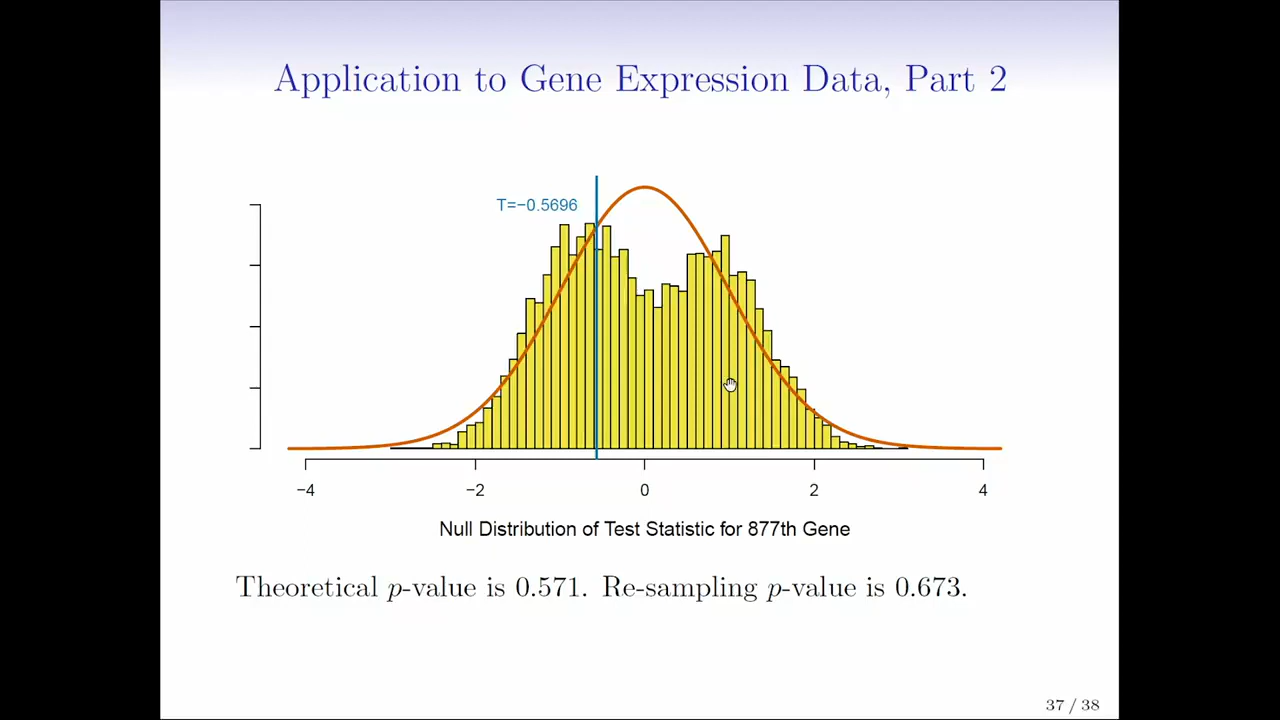 Application to Gene Expression Data, Part 2
T=−0.5696
−4 −2 0 2 4
Null Distribution of Test Statistic for 877th Gene
Theoretical p-value is 0.571. Re-sampling p-value is 0.673.
37 / 38